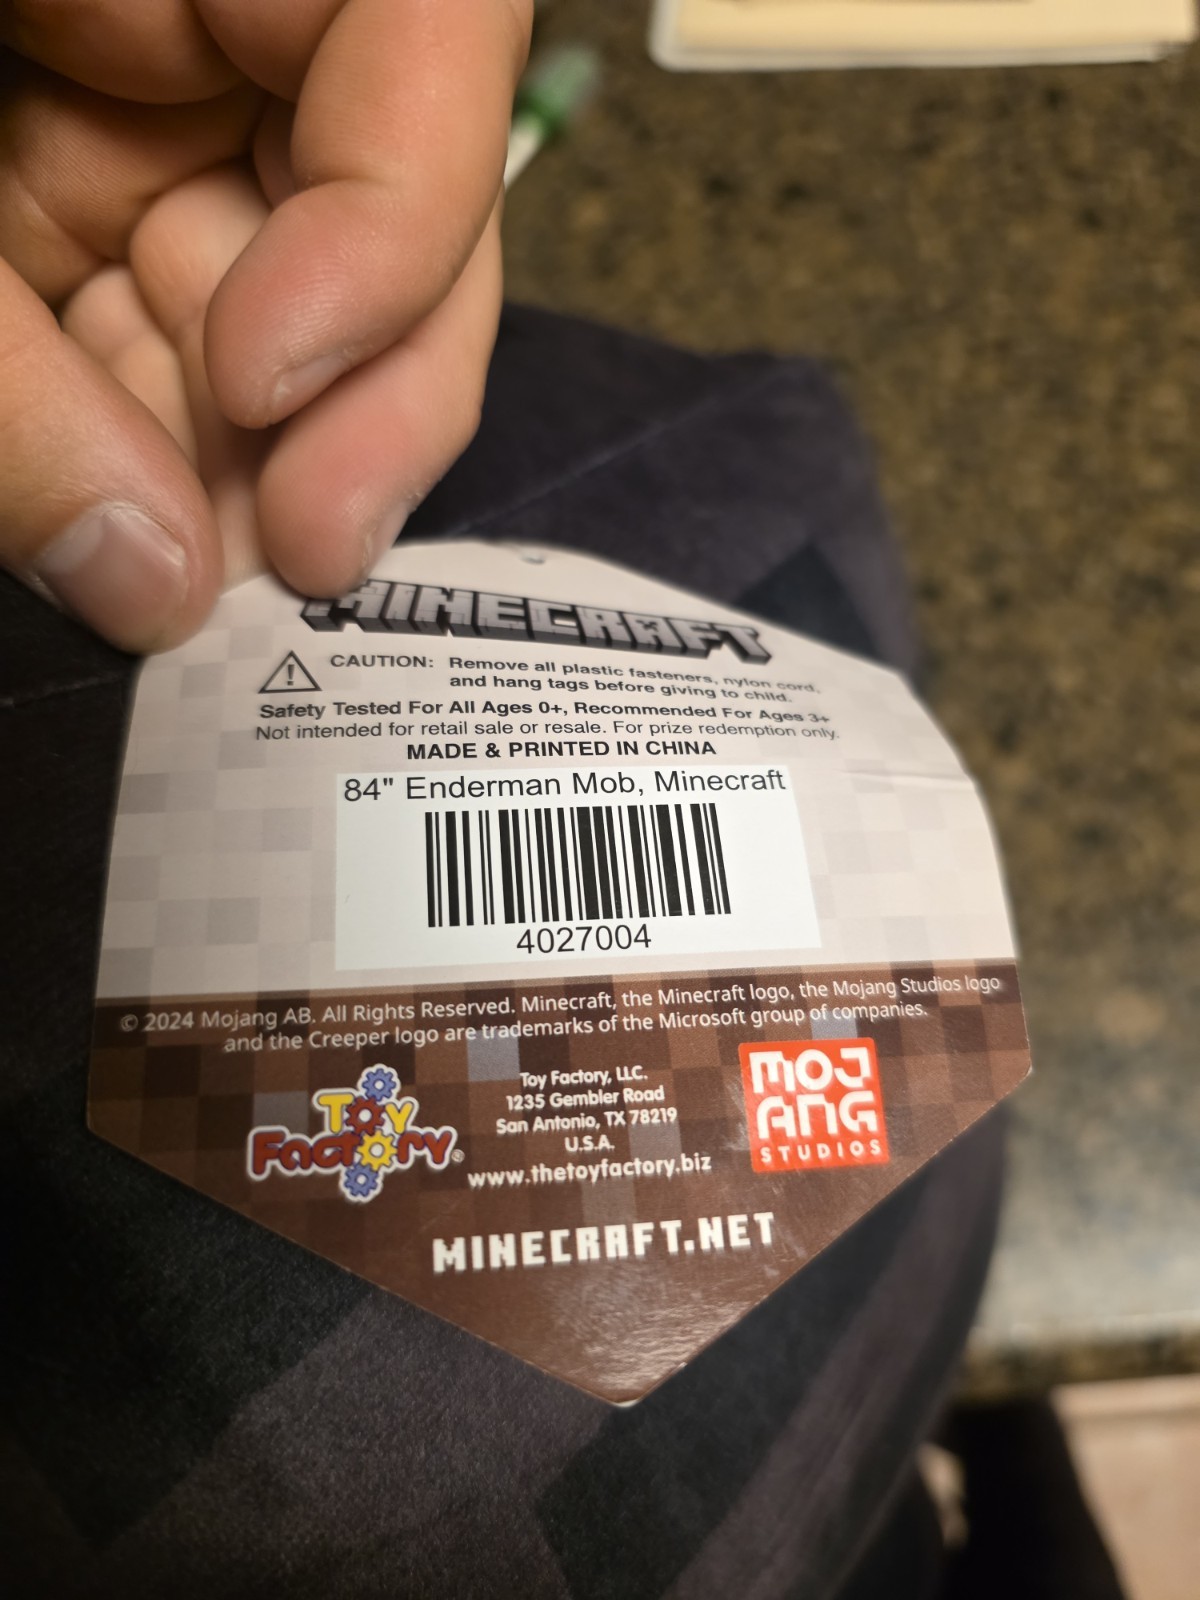 MINECRAFT
CAUTION: Remove all plastic fasteners, nylon cord,
and hang tags before giving to child.
Safety Tested For All Ages 0+, Recommended For Ages 3+
Not intended for retail sale or resale. For prize redemption only.
MADE & PRINTED IN CHINA
84" Enderman Mob, Minecraft
4027004
© 2024 Mojang AB. All Rights Reserved. Minecraft, the Minecraft logo, the Mojang Studios logo
and the Creeper logo are trademarks of the Microsoft group of companies.
Toy
Factory®
Toy Factory, LLC.
1235 Gembler Road
San Antonio, TX 78219
U.S.A.
www.thetoyfactory.biz
MOJ
ANG
STUDIOS
MINECRAFT.NET